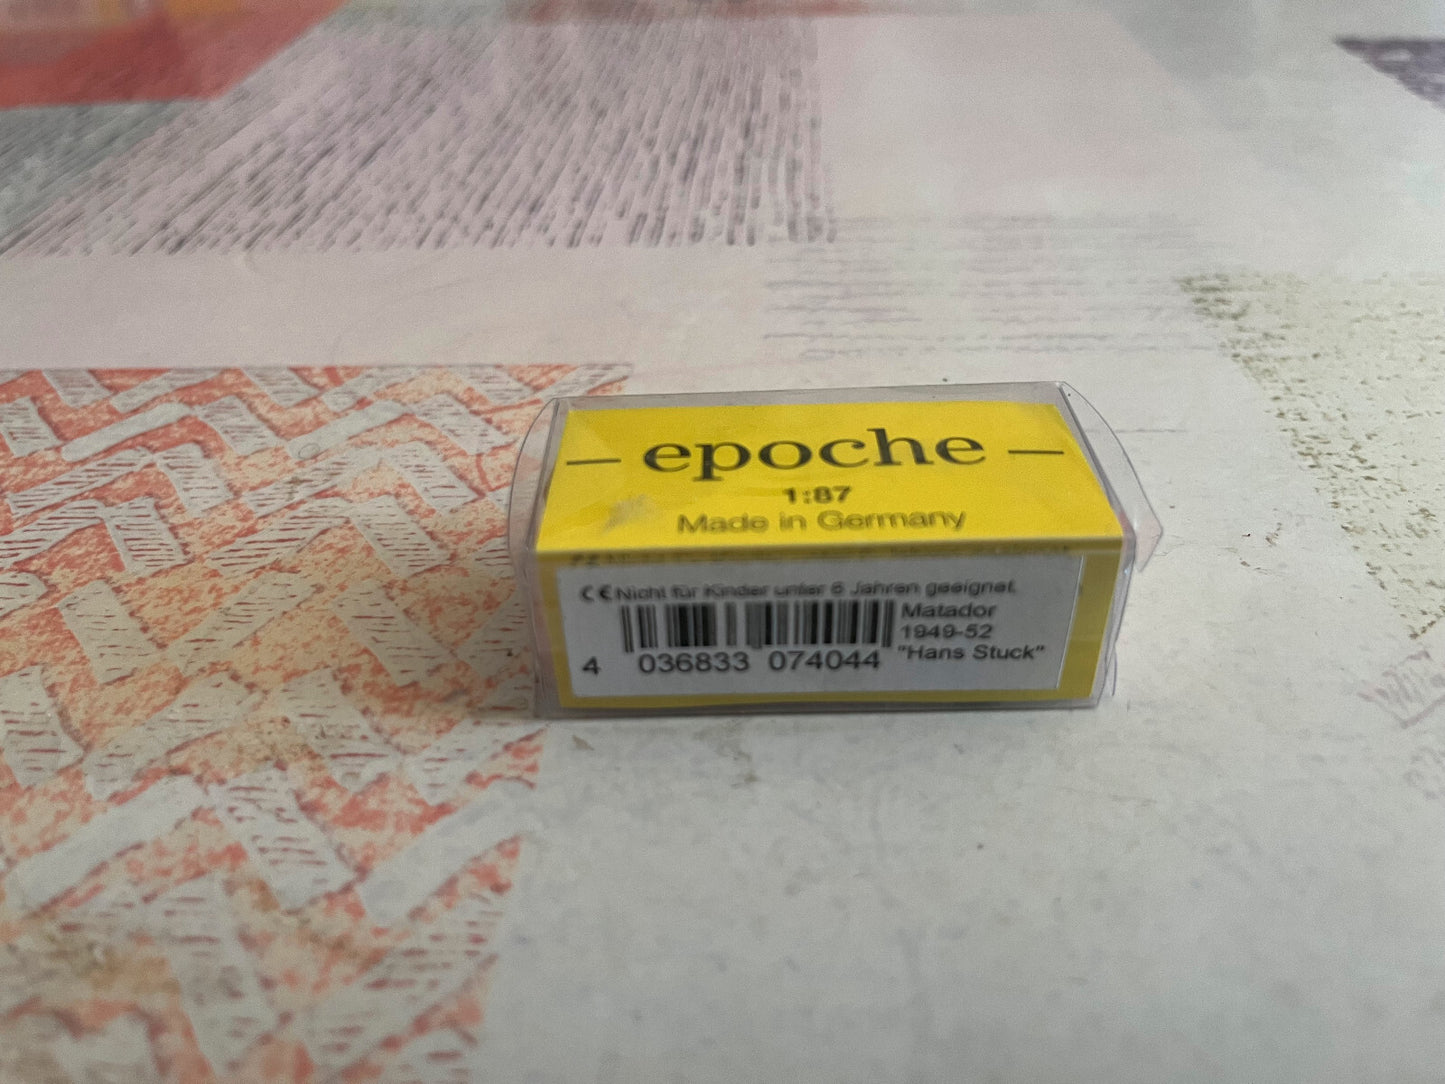 – epoche –
1:87
Made in Germany
CE Nicht für Kinder unter 6 Jahren geeignet.
Matador
1949-52
"Hans Stuck"
4 036833 074044